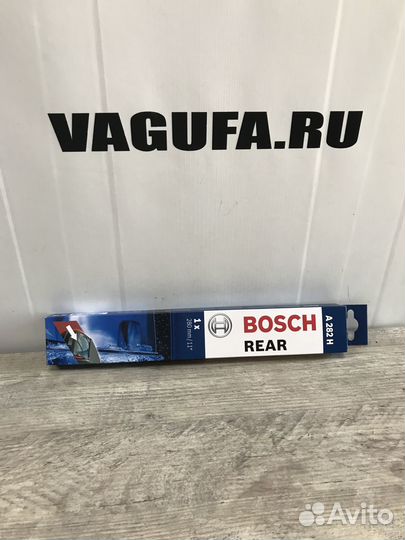 VAGUFA.RU
1 x
280 mm / 11"
BOSCH
REAR
A 282 H
Avito